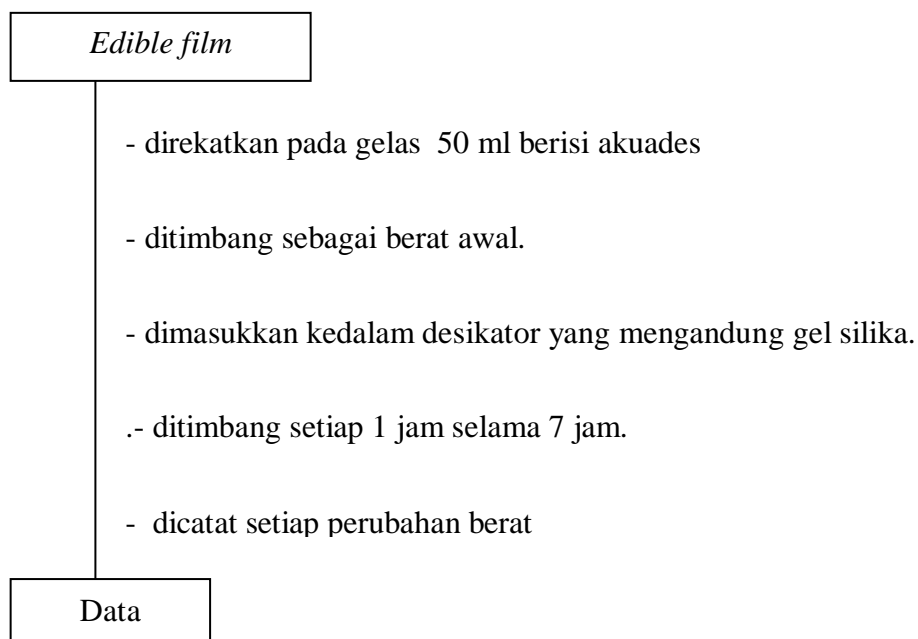 Edible film
- direkatkan pada gelas  50 ml berisi akuades
- ditimbang sebagai berat awal.
- dimasukkan kedalam desikator yang mengandung gel silika.
.- ditimbang setiap 1 jam selama 7 jam.
-  dicatat setiap perubahan berat
Data